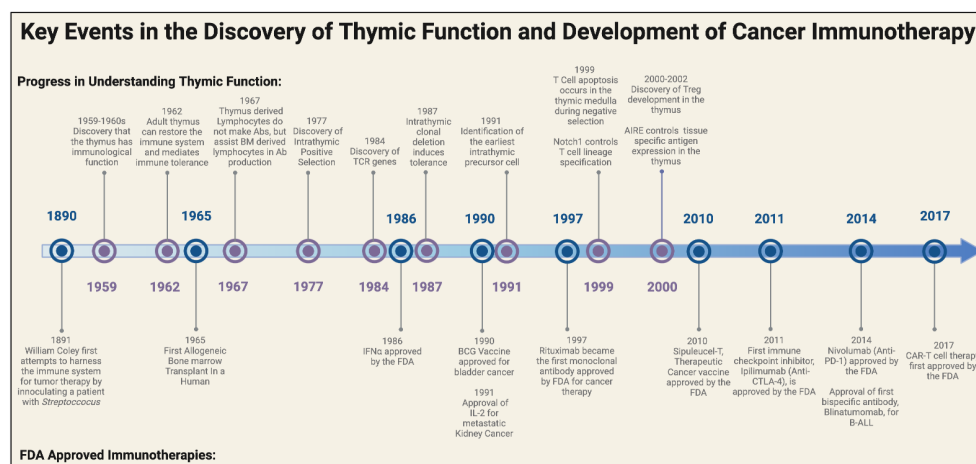 Key Events in the Discovery of Thymic Function and Development of Cancer Immunotherapy
Progress in Understanding Thymic Function:
1959-1960s
Discovery that
the thymus has
immunological
function
1962
Adult thymus
can restore the
immune system
and mediates
immune tolerance
1967
Thymus derived
Lymphocytes do
not make Abs, but
assist BM derived
lymphocytes in Ab
production
1977
Discovery of
Intrathymic
Positive
Selection
1984
Discovery of
TCR genes
1987
Intrathymic
clonal
deletion
induces
tolerance
1991
Identification of
the earliest
intrathymic
precursor cell
1999
T Cell apoptosis
occurs in the
thymic medulla
during negative
selection
Notch1 controls
T cell lineage
specification
2000-2002
Discovery of Treg
development in the
thymus
AIRE controls tissue
specific antigen
expression in the
thymus
1890
1965
1986
1990
1997
2010
2011
2014
2017
1959
1962
1967
1977
1984
1987
1991
1999
2000
1891
William Coley first
attempts to harness
the immune system
for tumor therapy by
innoculating a patient
with Streptoccocus
1965
First Allogeneic
Bone marrow
Transplant In a
Human
1986
IFNα approved
by the FDA
1990
BCG Vaccine
approved for
bladder cancer
1991
Approval of
IL-2 for
metastatic
Kidney Cancer
1997
Rituximab became
the first monoclonal
antibody approved
by FDA for cancer
therapy
2010
Sipuleucel-T,
Therapeutic
Cancer vaccine
approved by the
FDA
2011
First immune
checkpoint inhibitor,
Ipilimumab (Anti-
CTLA-4), is
approved by the FDA
2014
Nivolumab (Anti-
PD-1) approved by
the FDA
Approval of first
bispecific antibody,
Blinatumomab, for
B-ALL
2017
CAR-T cell therapy
first approved by
the FDA
FDA Approved Immunotherapies: